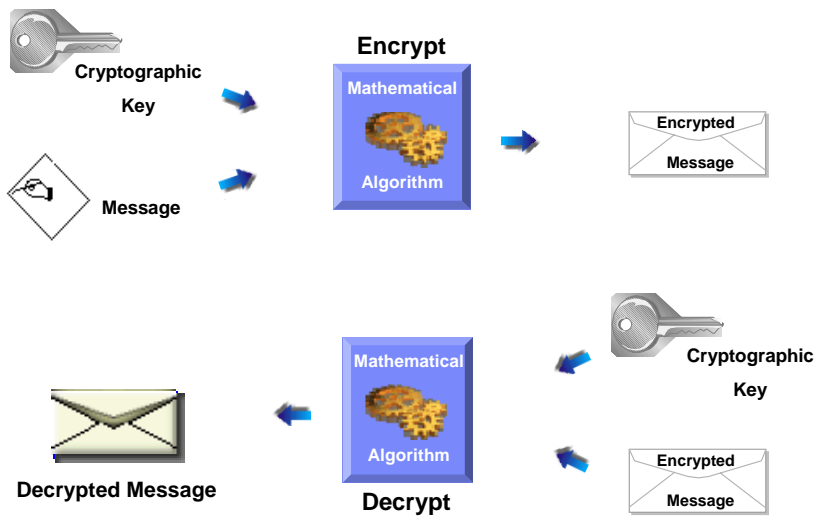 Encrypt
Cryptographic
Key
Mathematical
Algorithm
Message
Encrypted
Message
Cryptographic
Key
Mathematical
Algorithm
Decrypt
Encrypted
Message
Decrypted Message